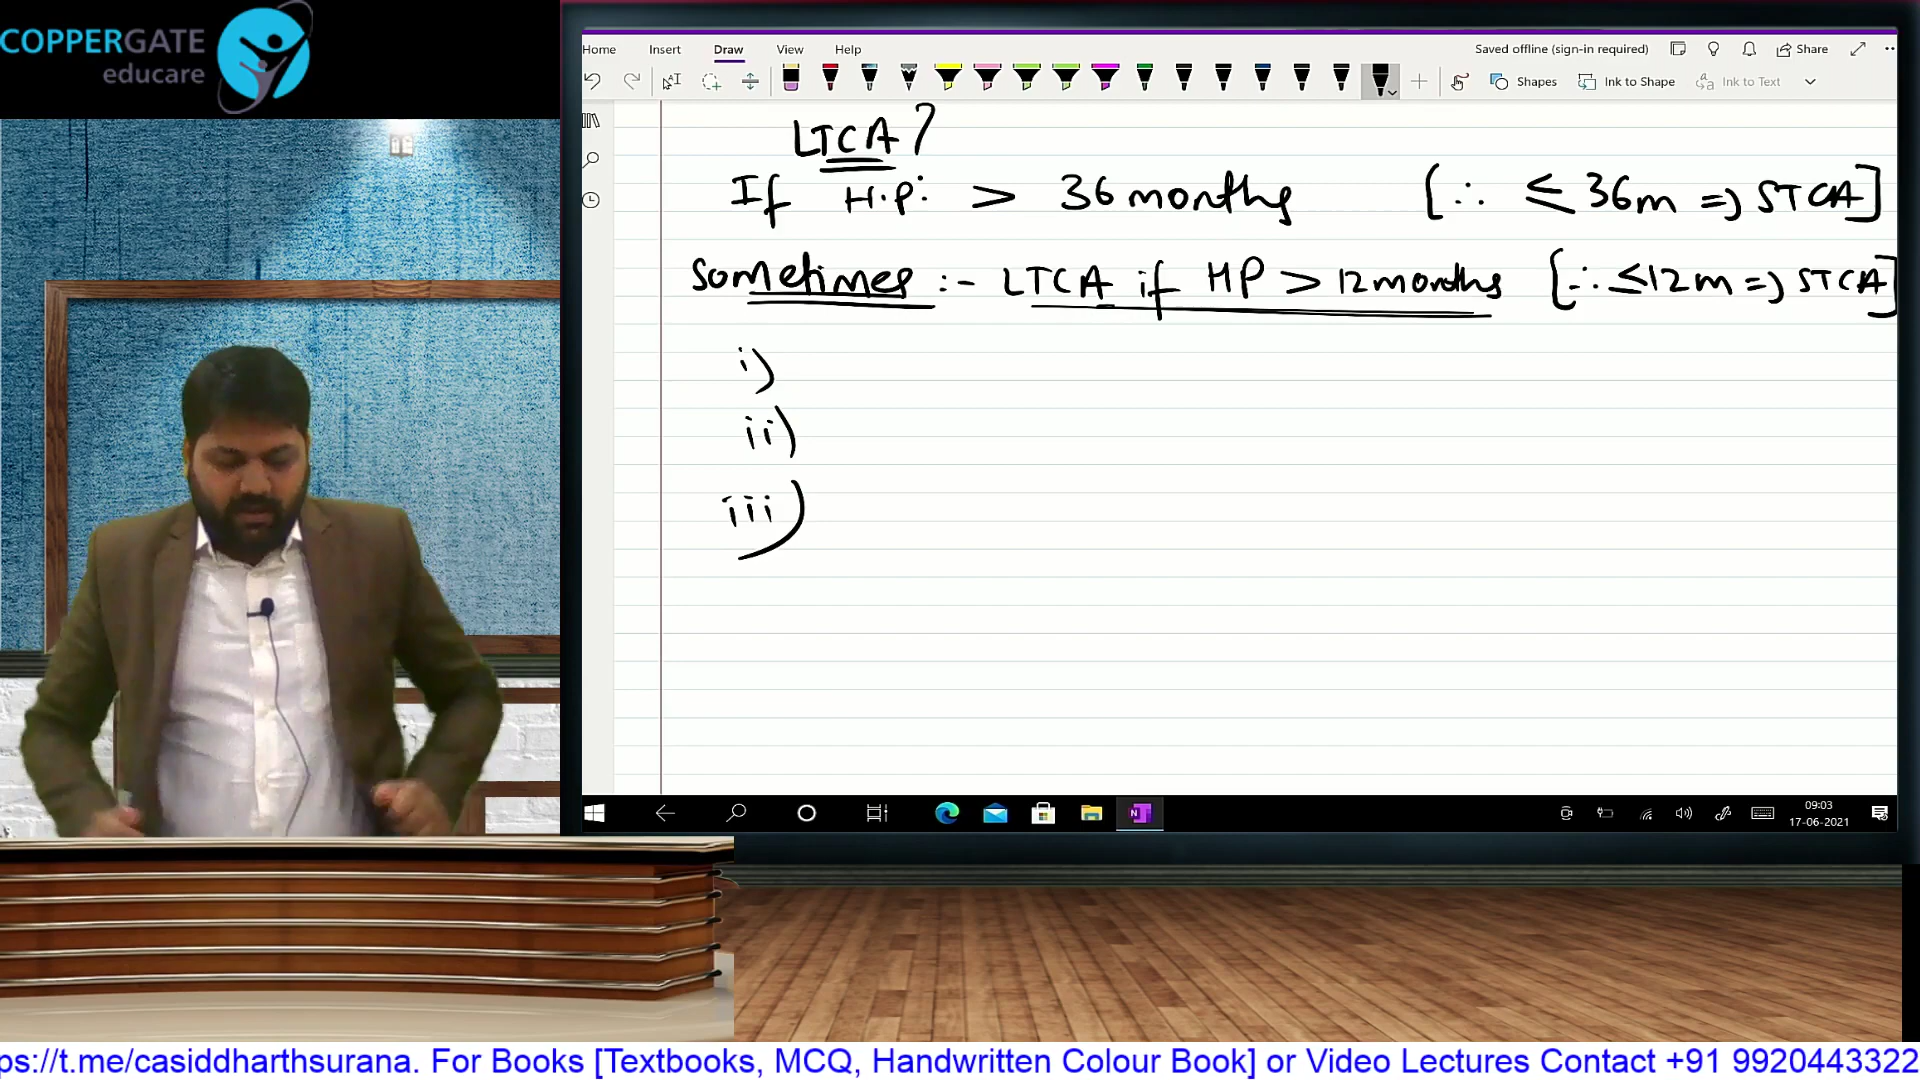 COPPERGATE
educare
Home Insert Draw View Help
Saved offline (sign-in required) Share
Shapes Ink to Shape Ink to Text
LTCA?
If H.P. > 36 months [∴ ≤ 36m => STCA]
Sometimes :- LTCA if HP > 12 months [∴ ≤12m => STCA]
i)
ii)
iii)
09:03
17-06-2021
ps://t.me/casiddharthsurana. For Books [Textbooks, MCQ, Handwritten Colour Book] or Video Lectures Contact +91 9920443322